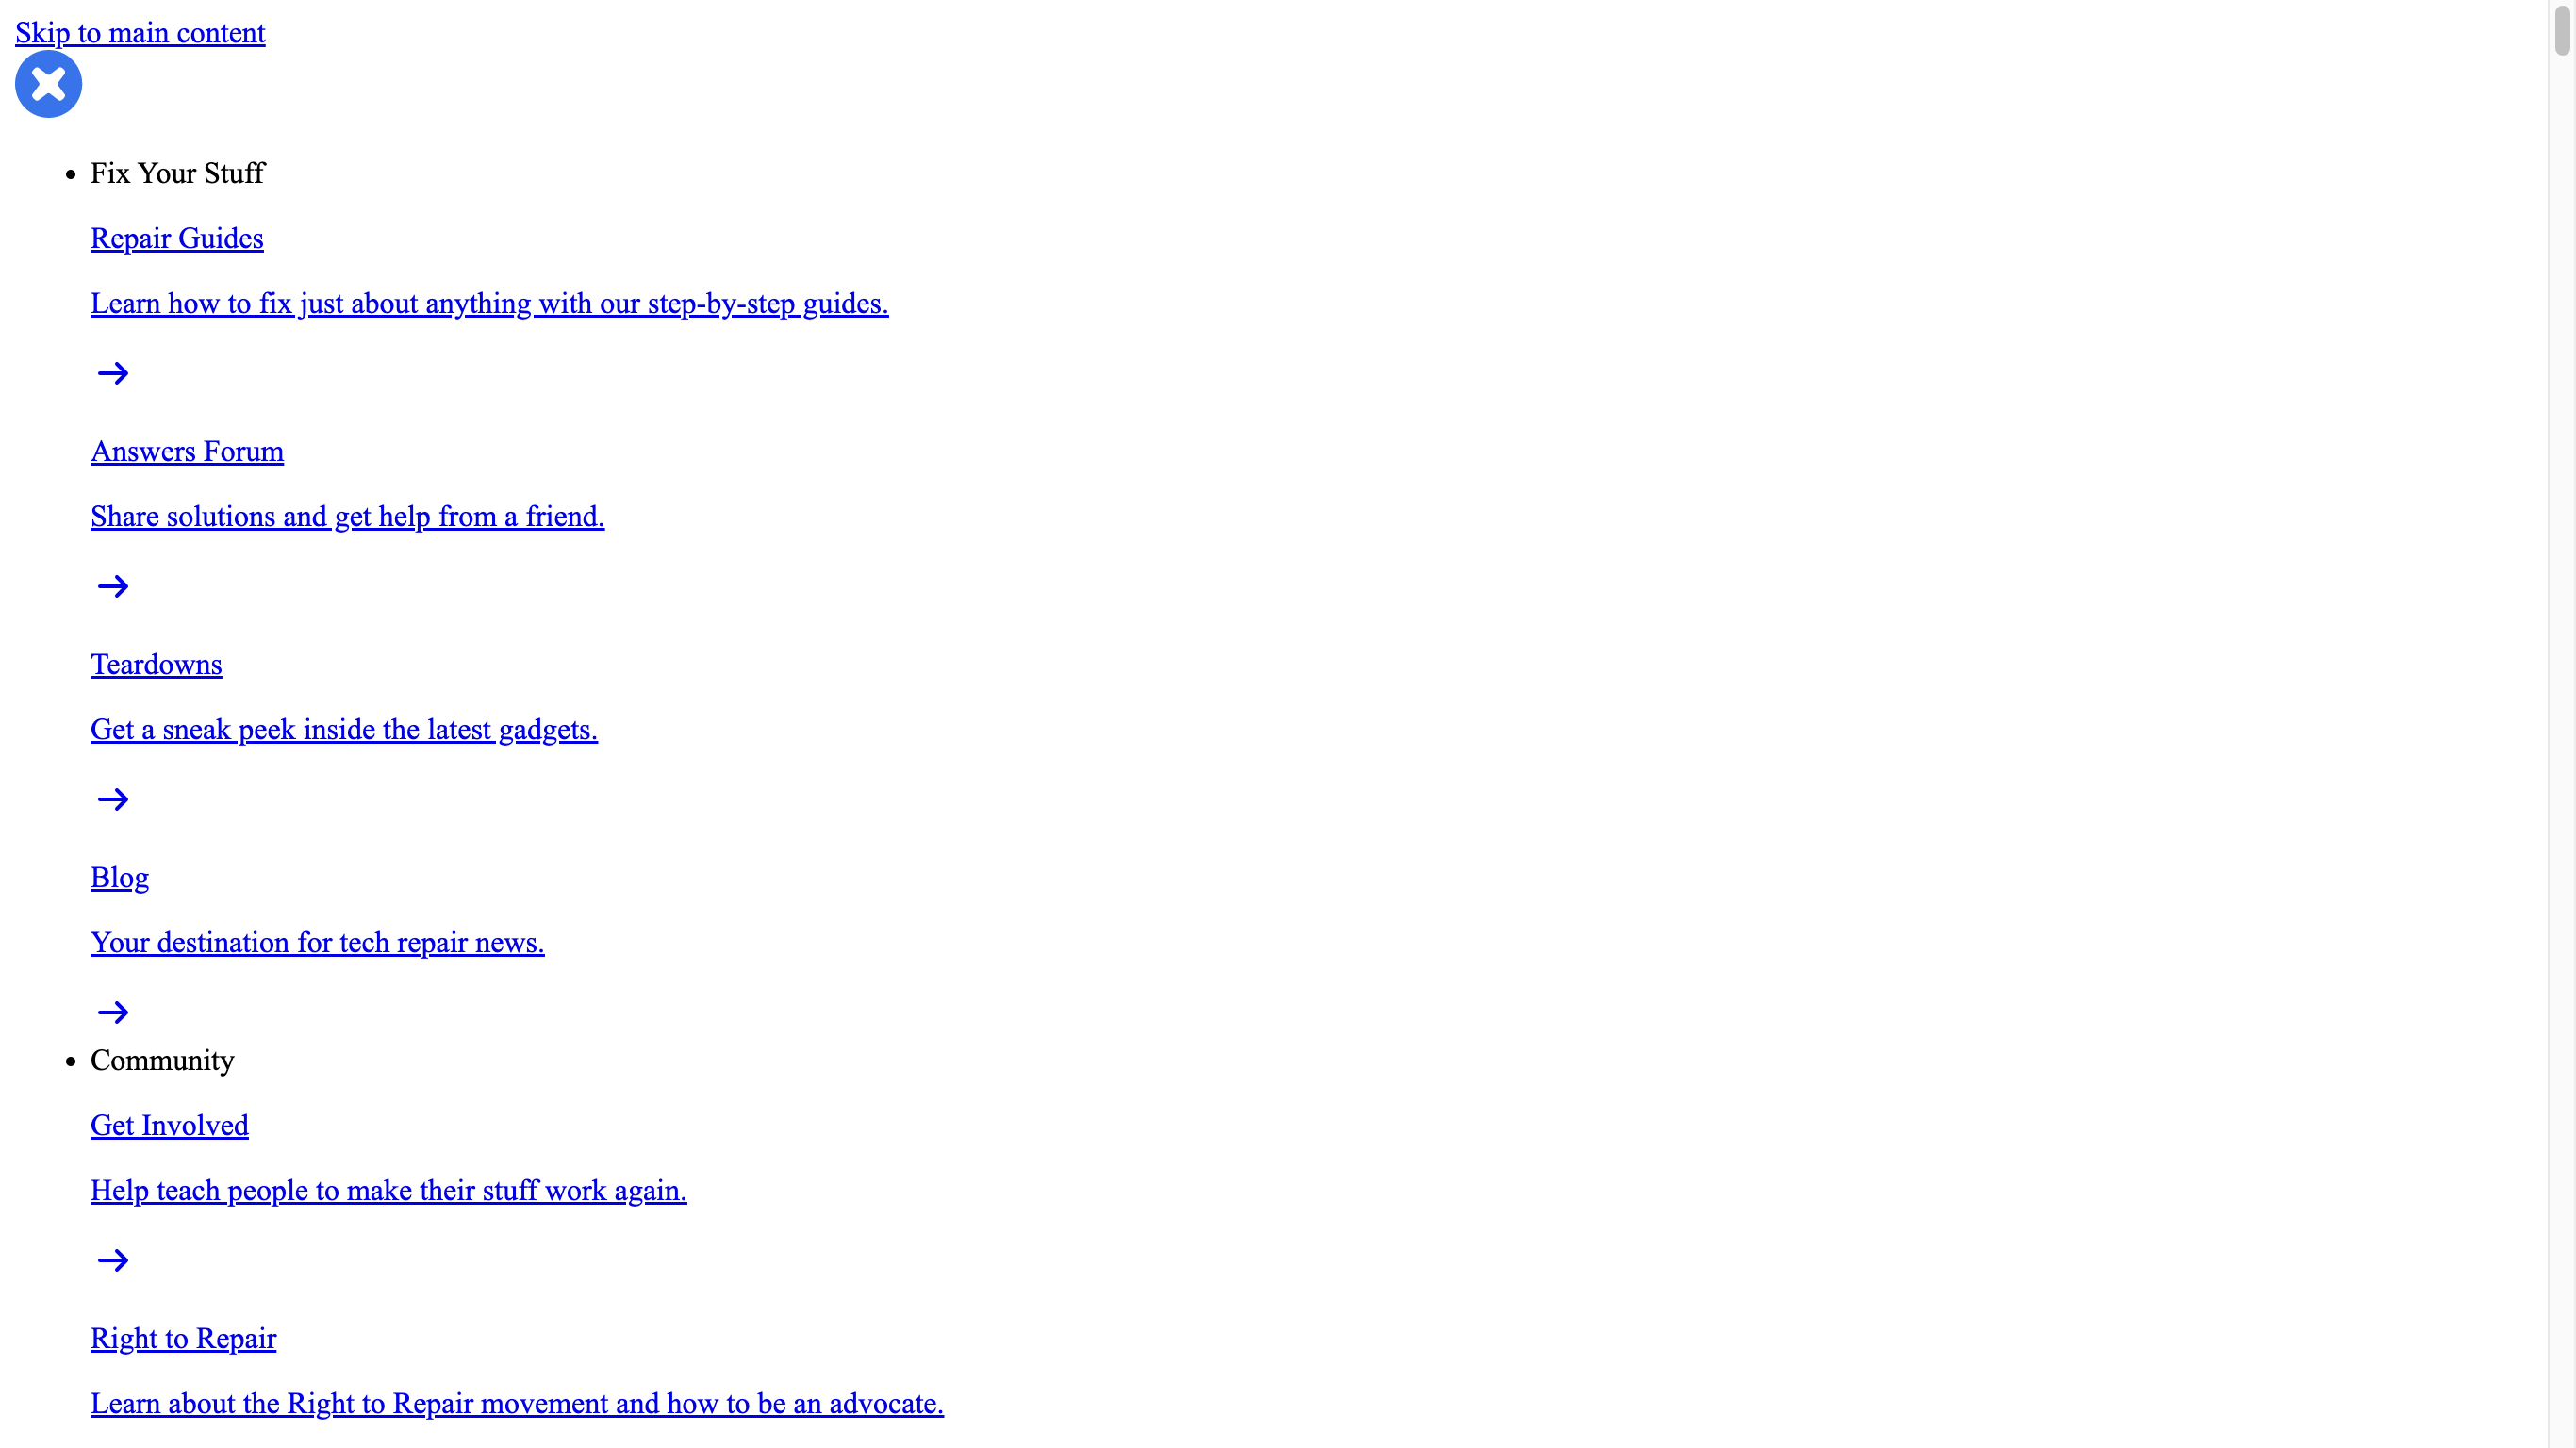 Skip to main content
Fix Your Stuff
Repair Guides
Learn how to fix just about anything with our step-by-step guides.
Answers Forum
Share solutions and get help from a friend.
Teardowns
Get a sneak peek inside the latest gadgets.
Blog
Your destination for tech repair news.
Community
Get Involved
Help teach people to make their stuff work again.
Right to Repair
Learn about the Right to Repair movement and how to be an advocate.